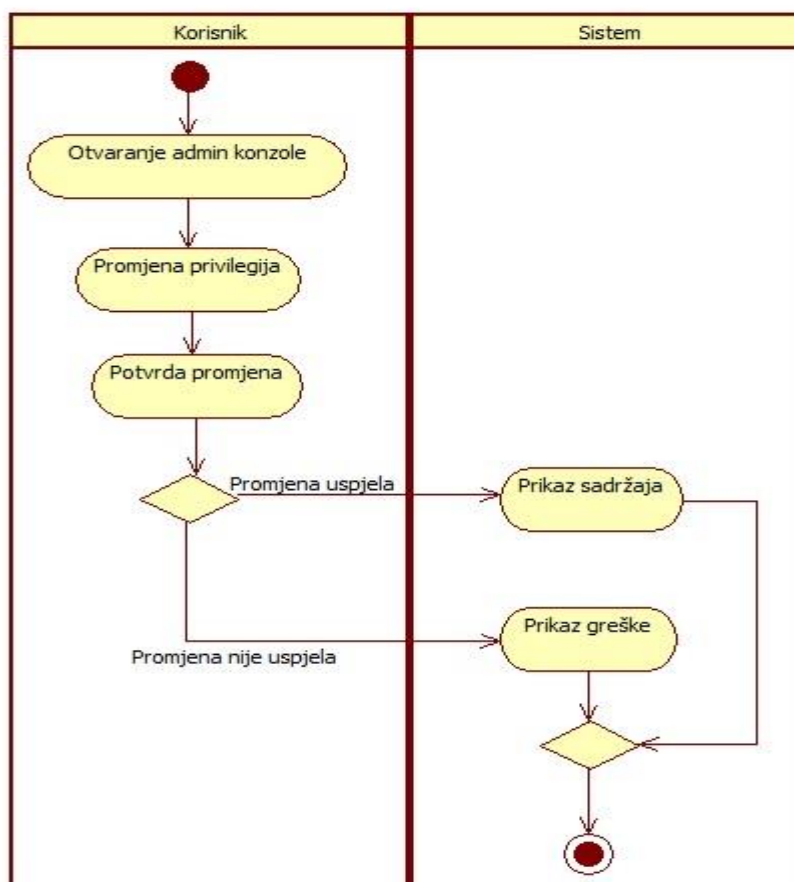 Korisnik
Sistem
Otvaranje admin konzole
Promjena privilegija
Potvrda promjena
Promjena uspjela
Prikaz sadržaja
Prikaz greške
Promjena nije uspjela